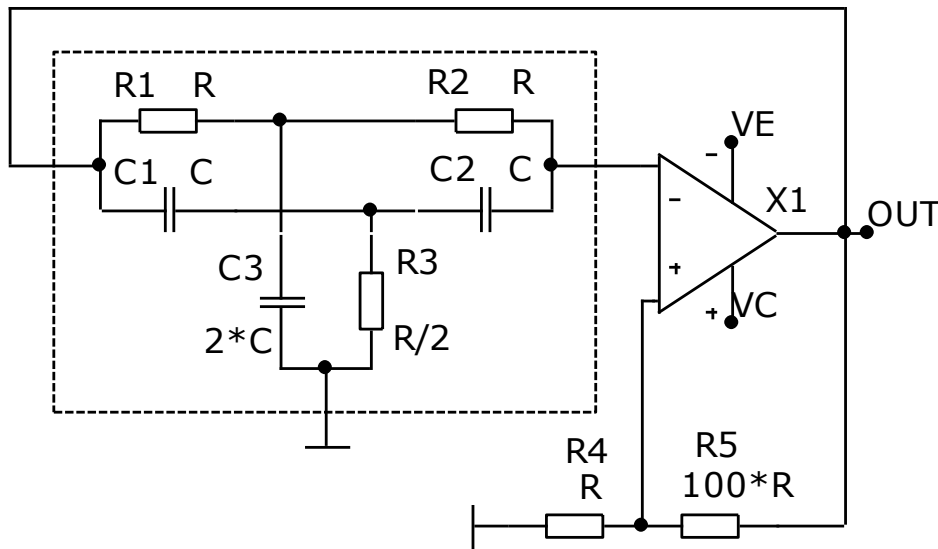 R1 R
R2 R
VE
-
C1 C
C2 C
-
X1
OUT
C3
R3
+
+ VC
2*C
R/2
R4
R5
R
100*R